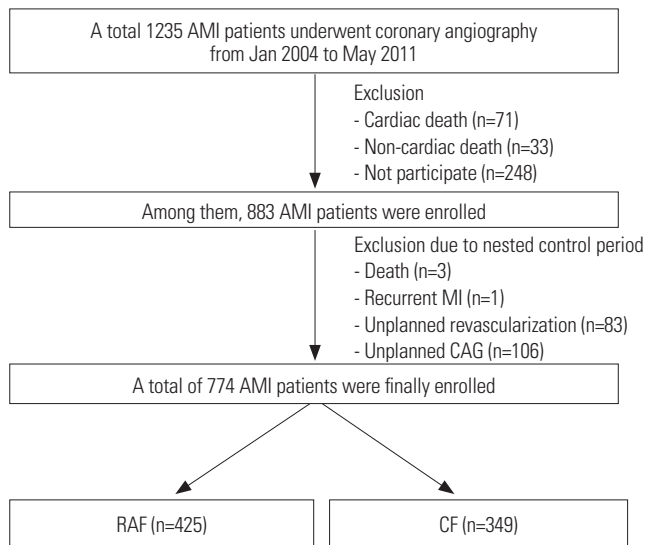 A total 1235 AMI patients underwent coronary angiography
from Jan 2004 to May 2011
Exclusion
- Cardiac death (n=71)
- Non-cardiac death (n=33)
- Not participate (n=248)
Among them, 883 AMI patients were enrolled
Exclusion due to nested control period
- Death (n=3)
- Recurrent MI (n=1)
- Unplanned revascularization (n=83)
- Unplanned CAG (n=106)
A total of 774 AMI patients were finally enrolled
RAF (n=425)
CF (n=349)